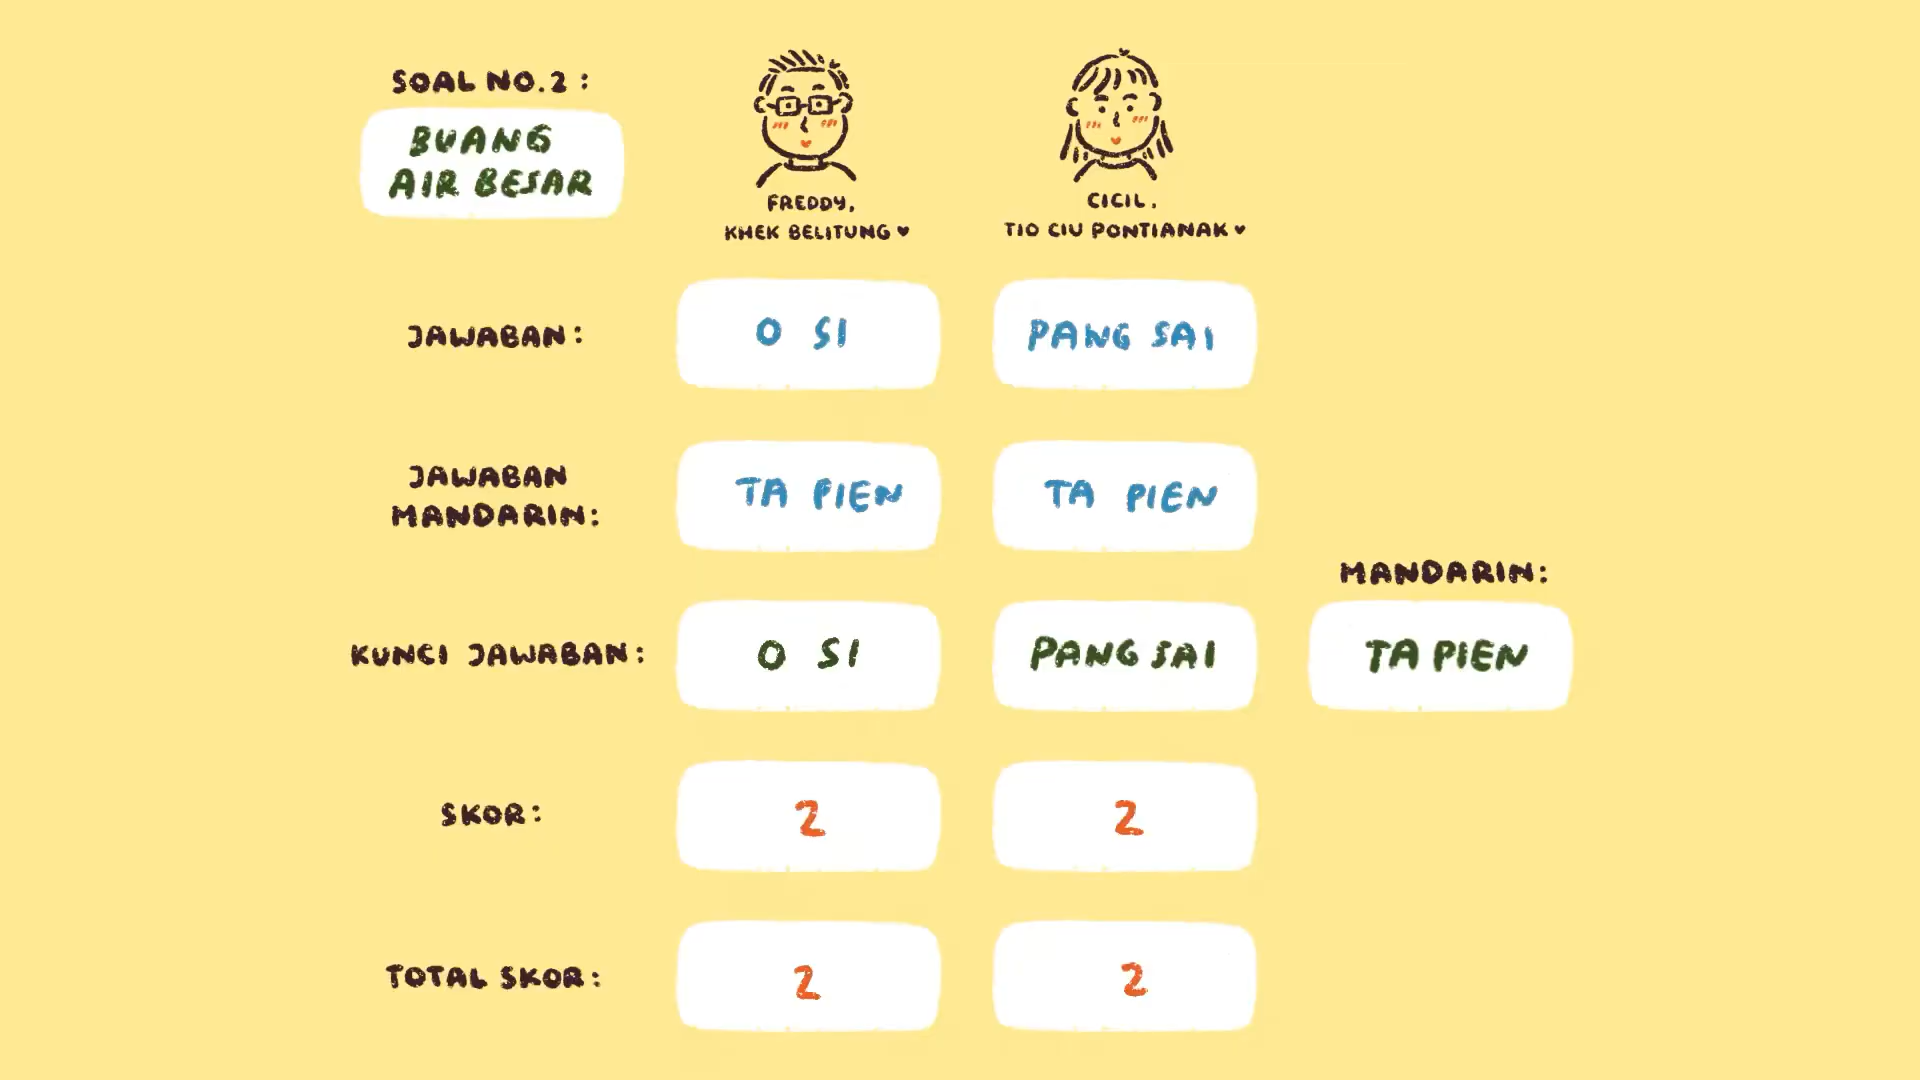 SOAL NO.2 :
BUANG
AIR BESAR
FREDDY,
KHEK BELITUNG ♥
CICIL.
TIO CIU PONTIANAK ♥
JAWABAN:
O SI
PANG SAI
JAWABAN
MANDARIN:
TA PIEN
TA PIEN
KUNCI JAWABAN:
O SI
PANG SAI
MANDARIN:
TA PIEN
SKOR:
2
2
TOTAL SKOR:
2
2